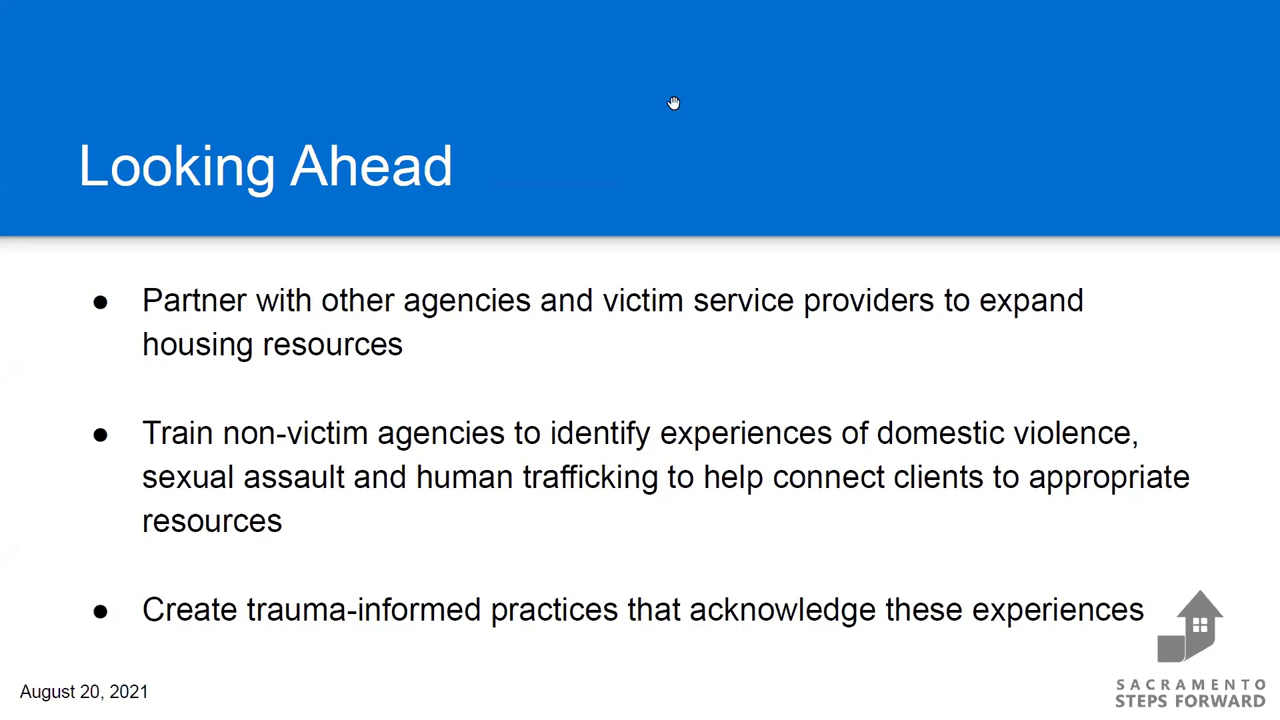 Looking Ahead
● Partner with other agencies and victim service providers to expand
housing resources
● Train non-victim agencies to identify experiences of domestic violence,
sexual assault and human trafficking to help connect clients to appropriate
resources
● Create trauma-informed practices that acknowledge these experiences
August 20, 2021
SACRAMENTO
STEPS FORWARD